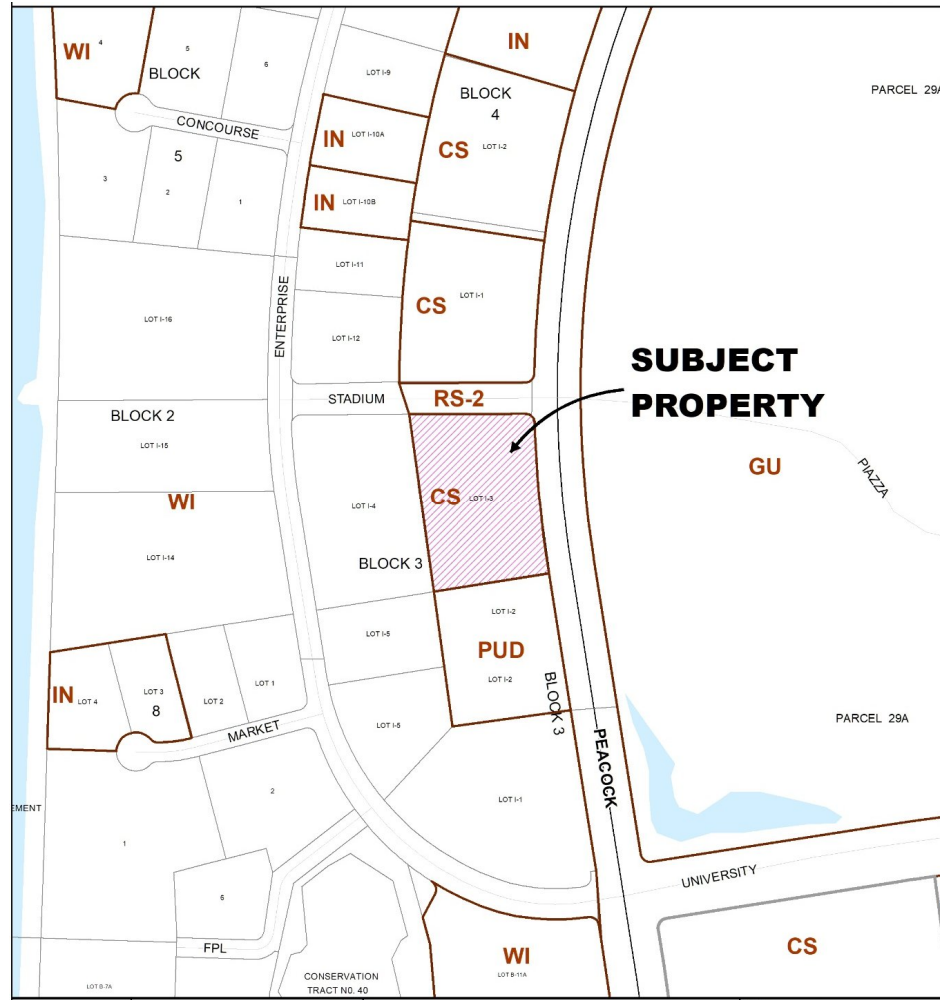 WI
4
5
6
BLOCK
CONCOURSE
5
3
2
1
LOT I-9
IN
BLOCK
4
PARCEL 29A
IN
LOT I-10A
CS
LOT I-2
IN
LOT I-10B
LOT I-11
CS
LOT I-1
LOT I-12
ENTERPRISE
LOT I-16
STADIUM
RS-2
SUBJECT
PROPERTY
BLOCK 2
LOT I-15
WI
LOT I-14
LOT I-4
BLOCK 3
CS
LOT I-3
GU
PIAZZA
LOT I-5
LOT I-2
PUD
LOT I-2
BLOCK 3
IN
LOT 4
LOT 3
8
LOT 2
LOT 1
MARKET
LOT I-5
PEACOCK
PARCEL 29A
EMENT
1
2
LOT I-1
UNIVERSITY
6
FPL
LOT B-7A
CONSERVATION
TRACT NO. 40
WI
LOT B-11A
CS